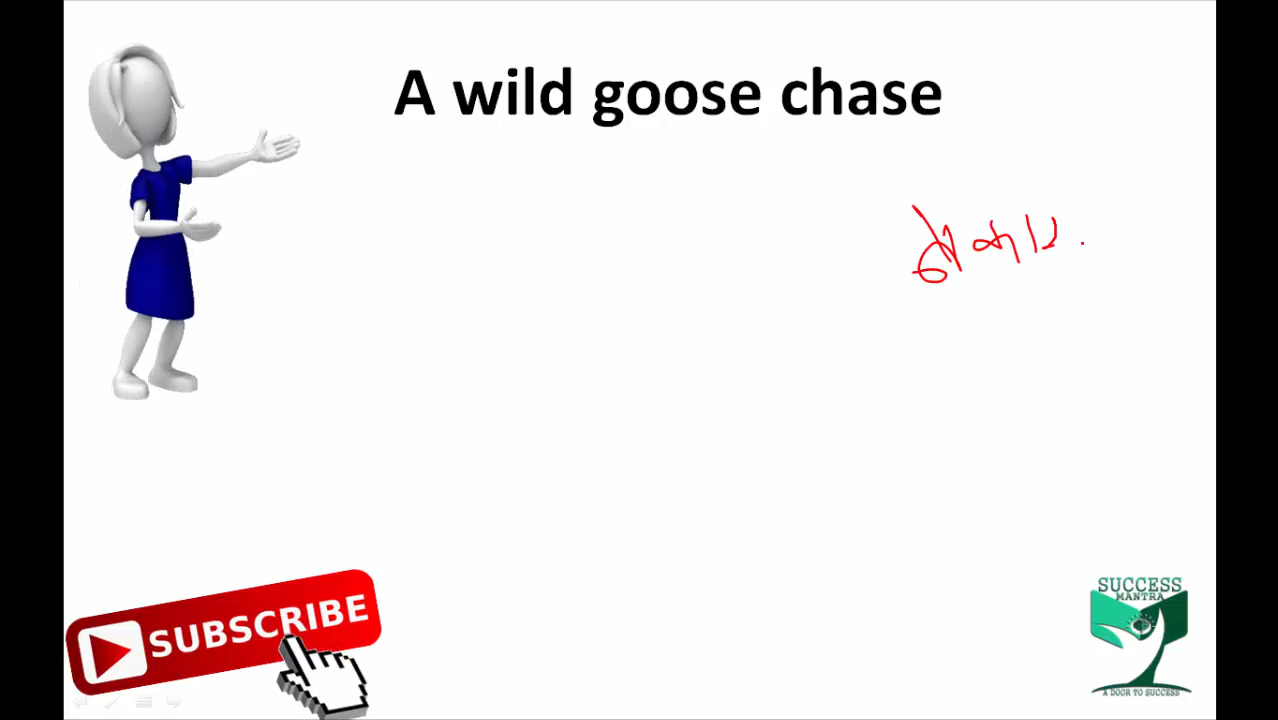 A wild goose chase
SUBSCRIBE
SUCCESS
MANTRA
A DOOR TO SUCCESS